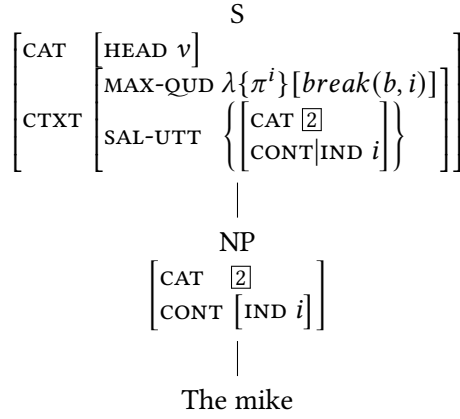 S
CAT [HEAD v]
MAX-QUD λ{π^i}[break(b, i)]
CTXT
SAL-UTT {[CAT 2
CONT|IND i]}
NP
CAT 2
CONT [IND i]
The mike